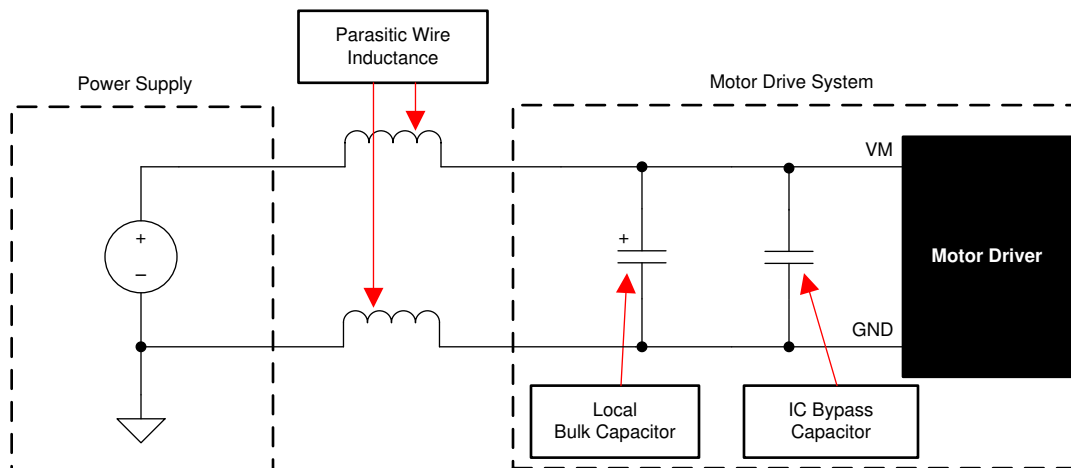 Parasitic Wire
Inductance
Power Supply
Motor Drive System
VM
+
–
+
Motor Driver
GND
Local
Bulk Capacitor
IC Bypass
Capacitor